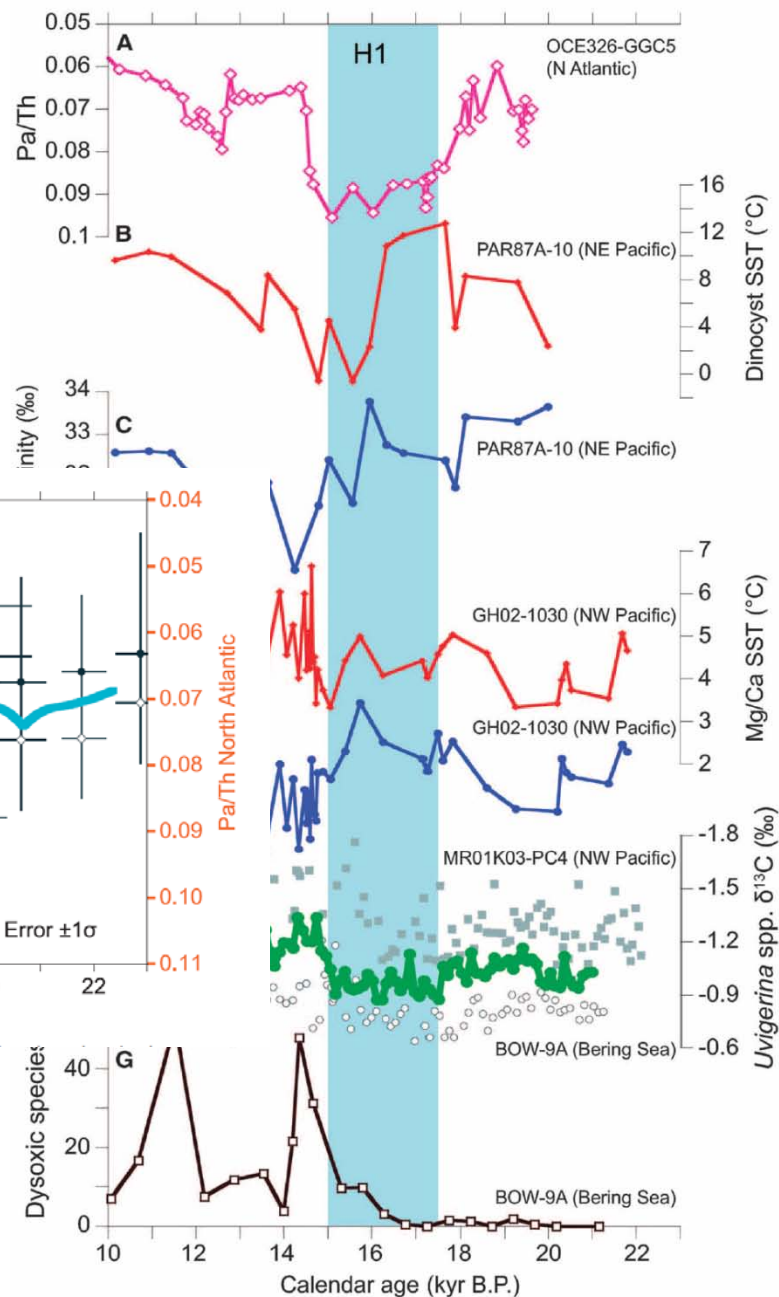 0.05
A
H1
OCE326-GGC5
(N Atlantic)
0.06
0.07
0.08
0.09
0.1
Pa/Th
B
PAR87A-10 (NE Pacific)
16
12
8
4
0
Dinocyst SST (°C)
34
33
inity (‰)
C
PAR87A-10 (NE Pacific)
0.04
0.05
0.06
0.07
0.08
0.09
0.10
0.11
Pa/Th North Atlantic
Error ±1σ
22
7
6
5
4
3
2
Mg/Ca SST (°C)
GH02-1030 (NW Pacific)
GH02-1030 (NW Pacific)
MR01K03-PC4 (NW Pacific)
-1.8
-1.5
-1.2
-0.9
-0.6
Uvigerina spp. δ13C (‰)
BOW-9A (Bering Sea)
G
40
20
0
Dysoxic species
BOW-9A (Bering Sea)
10 12 14 16 18 20 22
Calendar age (kyr B.P.)